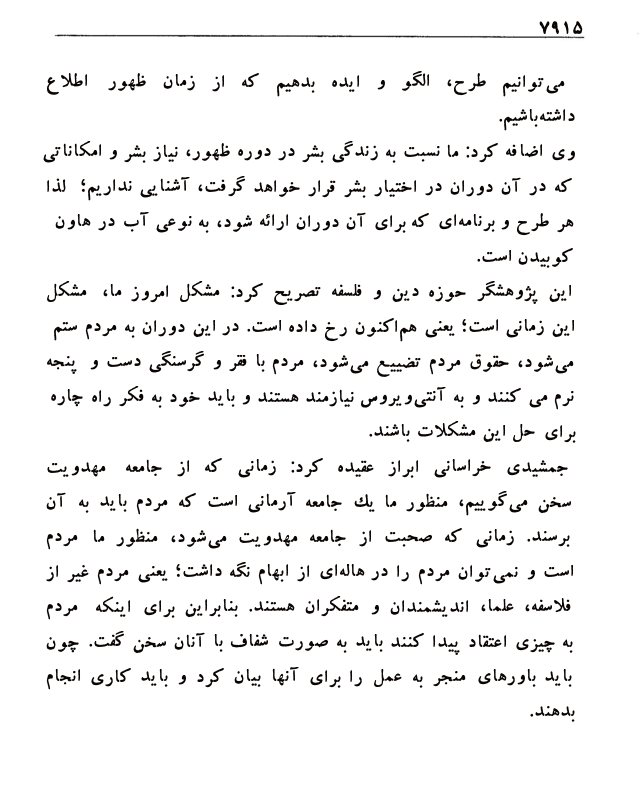 ۷۹۱۵
می‌توانیم طرح، الگو و ایده بدهیم که از زمان ظهور اطلاع
داشته‌باشیم.
وی اضافه کرد: ما نسبت به زندگی بشر در دوره ظهور، نیاز بشر و امکاناتی
که در آن دوران در اختیار بشر قرار خواهد گرفت، آشنایی نداریم؛ لذا
هر طرح و برنامه‌ای که برای آن دوران ارائه شود، به نوعی آب در هاون
کوبیدن است.
این پژوهشگر حوزه دین و فلسفه تصریح کرد: مشکل امروز ما، مشکل
این زمانی است؛ یعنی هم‌اکنون رخ داده است. در این دوران به مردم ستم
می‌شود، حقوق مردم تضییع می‌شود، مردم با فقر و گرسنگی دست و پنجه
نرم می کنند و به آنتی‌ویروس نیازمند هستند و باید خود به فکر راه چاره
برای حل این مشکلات باشند.
جمشیدی خراسانی ابراز عقیده کرد: زمانی که از جامعه مهدویت
سخن می‌گوییم، منظور ما یك جامعه آرمانی است که مردم باید به آن
برسند. زمانی که صحبت از جامعه مهدویت می‌شود، منظور ما مردم
است و نمی‌توان مردم را در هاله‌ای از ابهام نگه داشت؛ یعنی مردم غیر از
فلاسفه، علما، اندیشمندان و متفکران هستند. بنابراین برای اینکه مردم
به چیزی اعتقاد پیدا کنند باید به صورت شفاف با آنان سخن گفت. چون
باید باورهای منجر به عمل را برای آنها بیان کرد و باید کاری انجام
بدهند.